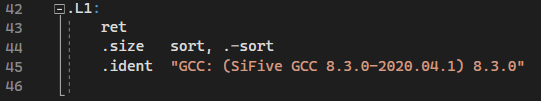 42 .L1:
43 ret
44 .size sort, .-sort
45 .ident "GCC: (SiFive GCC 8.3.0-2020.04.1) 8.3.0"
46